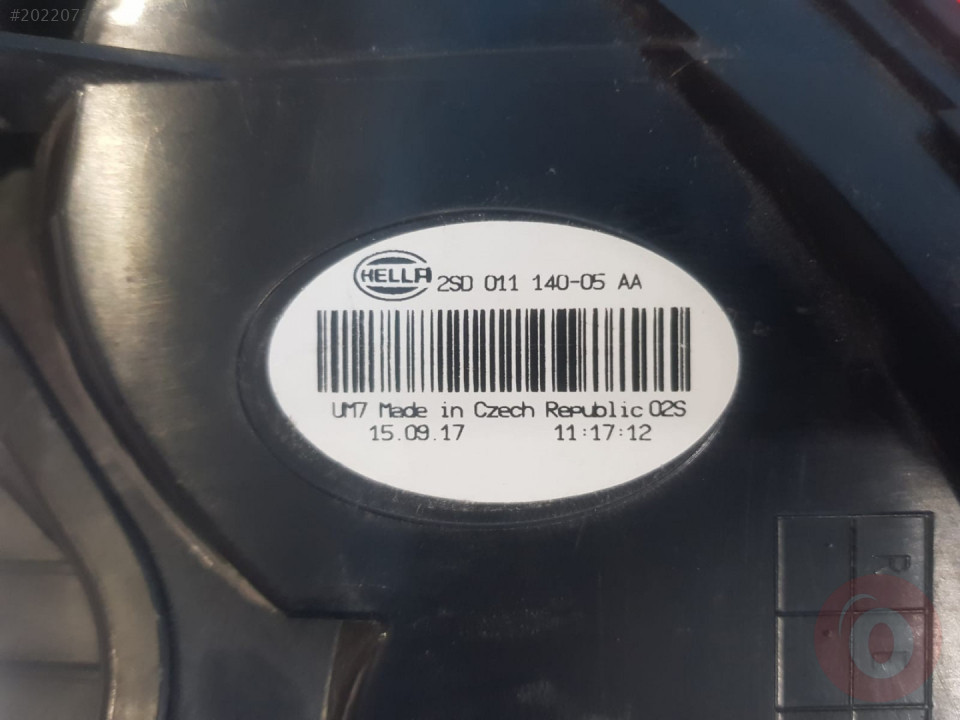 #202207
HELLA 2SD 011 140-05 AA
UM7 Made in Czech Republic 02S
15.09.17 11:17:12
R